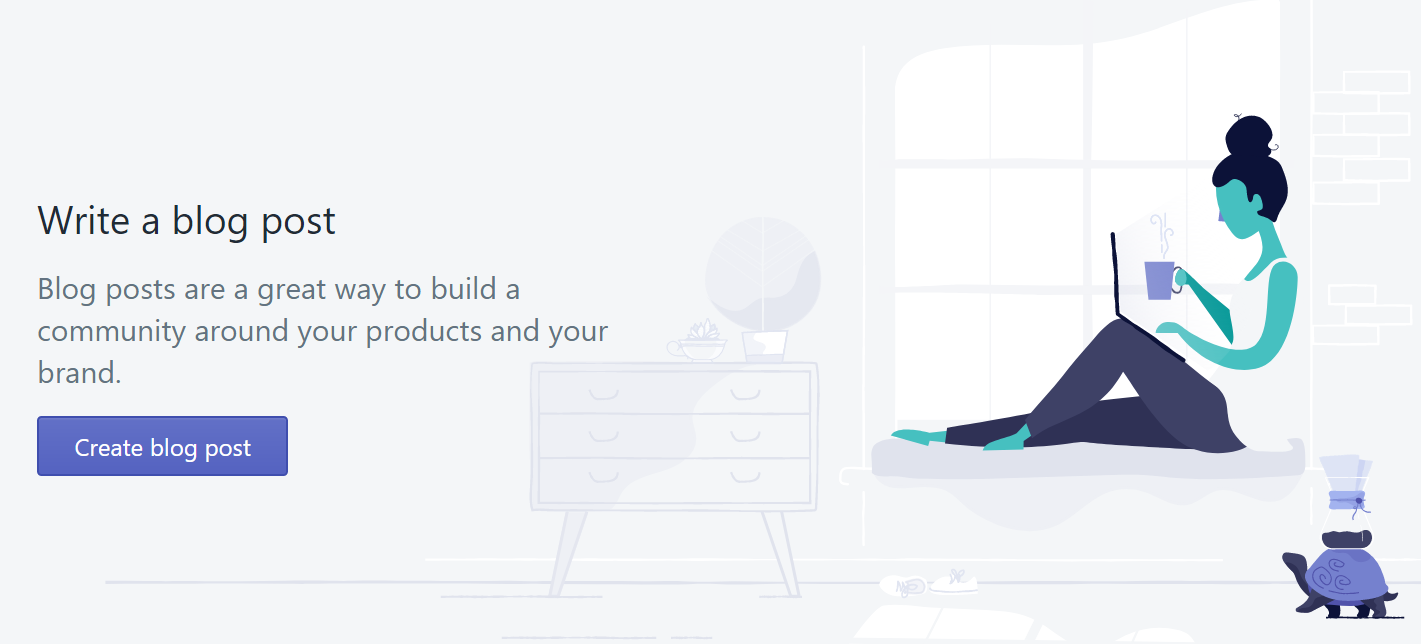 Write a blog post
Blog posts are a great way to build a
community around your products and your
brand.
Create blog post